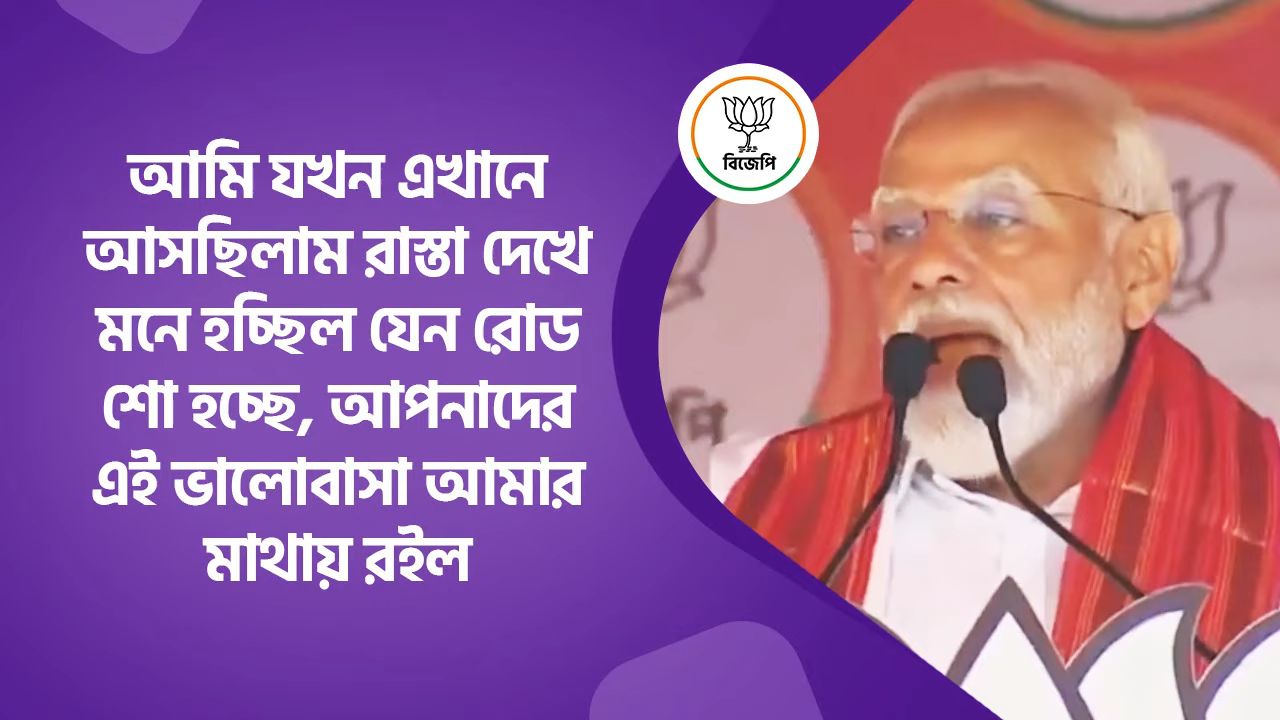 আমি যখন এখানে
আসছিলাম রাস্তা দেখে
মনে হচ্ছিল যেন রোড
শো হচ্ছে, আপনাদের
এই ভালোবাসা আমার
মাথায় রইল
বিজেপি